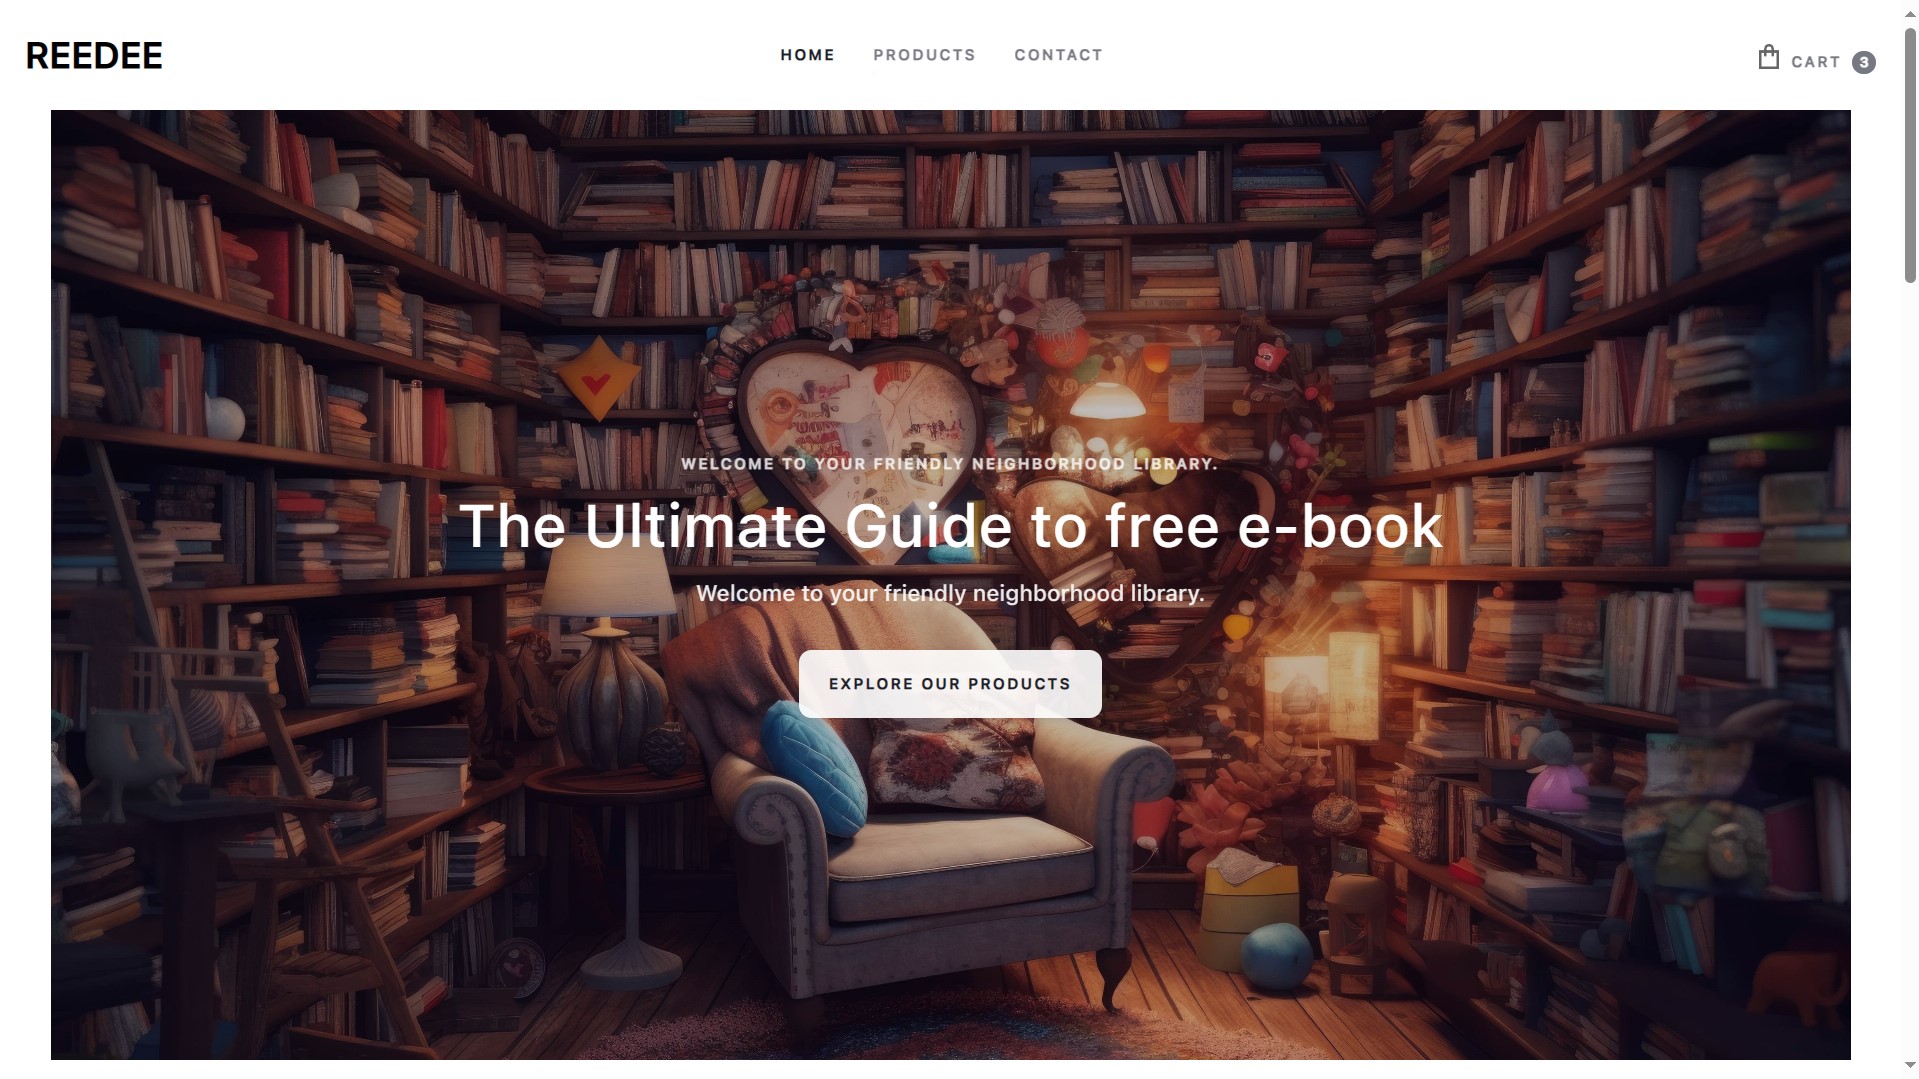 REEDEE
HOME PRODUCTS CONTACT
CART 3
WELCOME TO YOUR FRIENDLY NEIGHBORHOOD LIBRARY.
The Ultimate Guide to free e-book
Welcome to your friendly neighborhood library.
EXPLORE OUR PRODUCTS